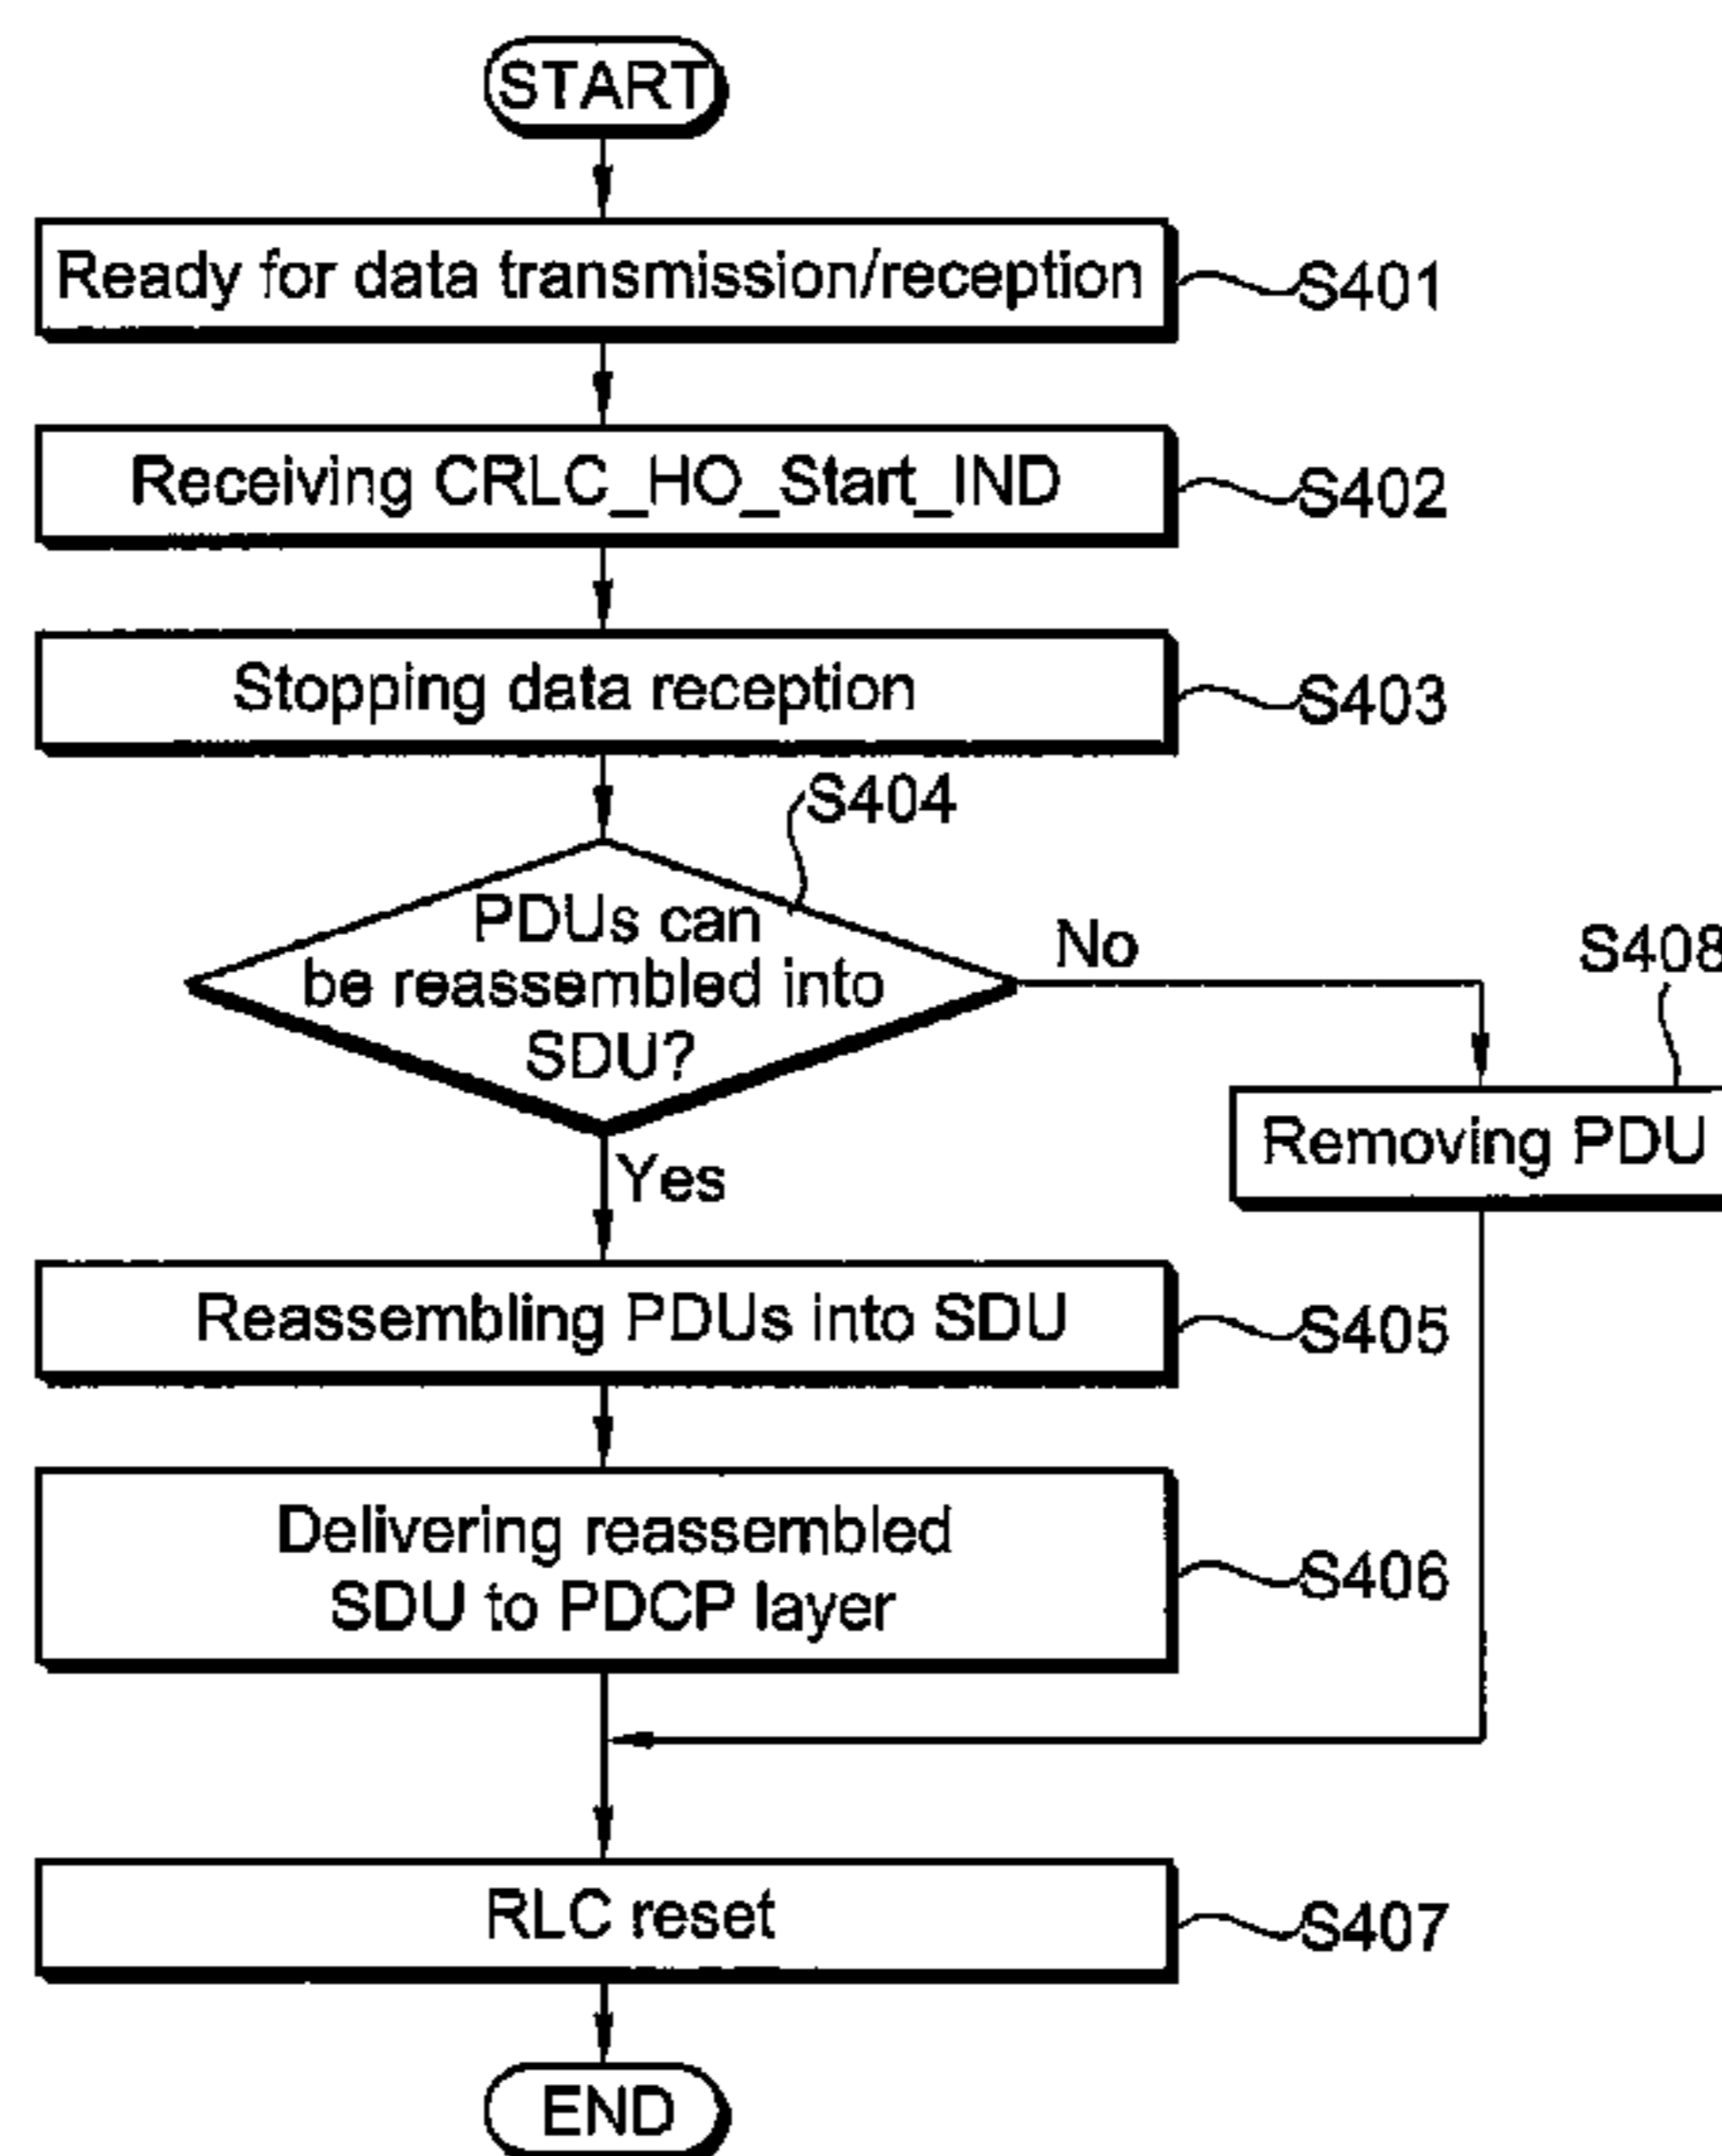 START
Ready for data transmission/reception
S401
Receiving CRLC_HO_Start_IND
S402
Stopping data reception
S403
S404
PDUs can
be reassembled into
SDU?
No
S408
Removing PDU
Yes
Reassembling PDUs into SDU
S405
Delivering reassembled
SDU to PDCP layer
S406
RLC reset
S407
END